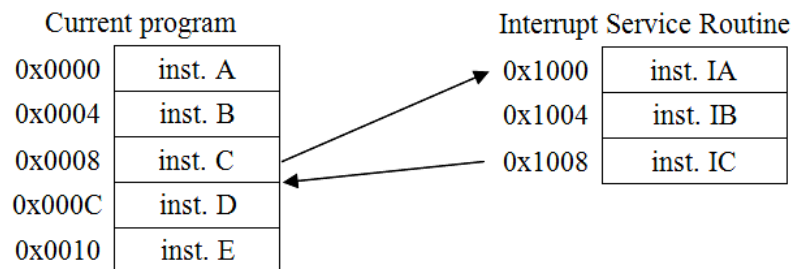 Current program
0x0000 inst. A
0x0004 inst. B
0x0008 inst. C
0x000C inst. D
0x0010 inst. E
Interrupt Service Routine
0x1000 inst. IA
0x1004 inst. IB
0x1008 inst. IC